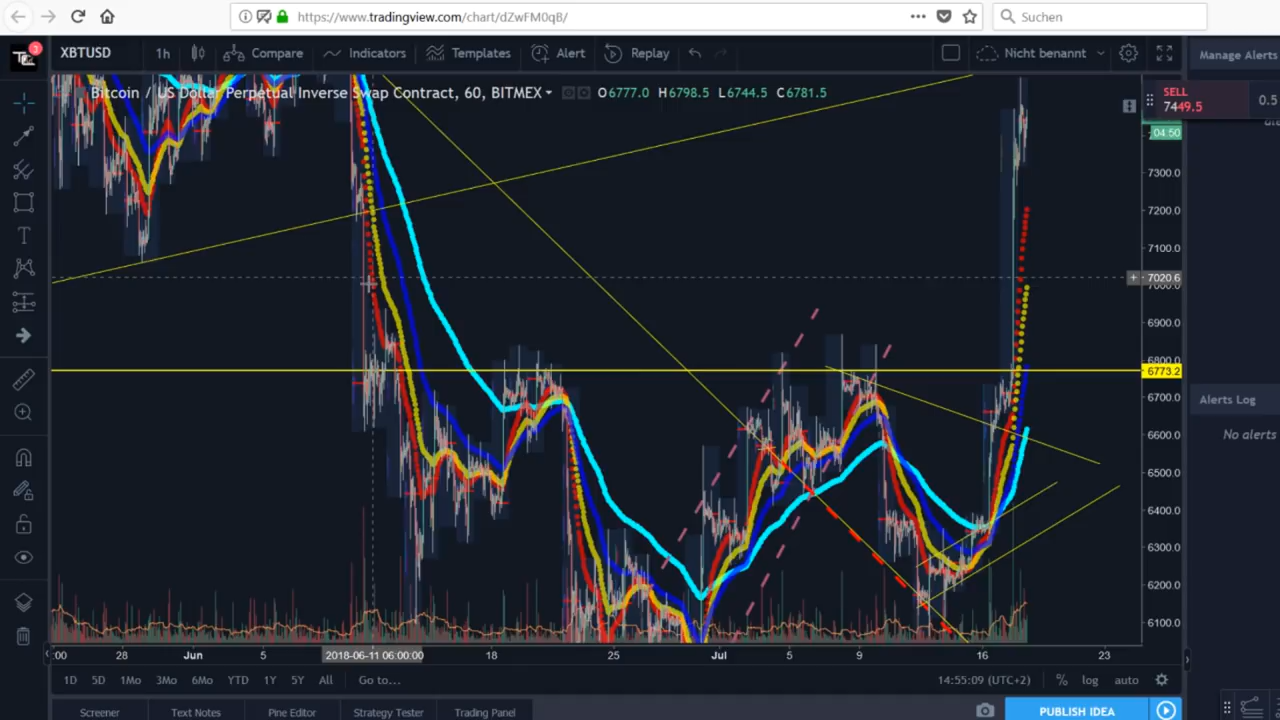 https://www.tradingview.com/chart/dZwFM0qB/
Suchen
3
XBTUSD
1h
Compare
Indicators
Templates
Alert
Replay
Nicht benannt
Manage Alerts
Bitcoin / US Dollar Perpetual Inverse Swap Contract, 60, BITMEX
O6777.0 H6798.5 L6744.5 C6781.5
SELL
7449.5
0.5
04:50
7300.0
7200.0
7100.0
7020.6
7000.0
6900.0
6800.0
6773.2
6700.0
6600.0
6500.0
6400.0
6300.0
6200.0
6100.0
Alerts Log
No alerts
:00
28
Jun
5
2018-06-11 06:00:00
18
25
Jul
5
9
16
23
1D
5D
1Mo
3Mo
6Mo
YTD
1Y
5Y
All
Go to...
14:55:09 (UTC+2)
%
log
auto
Screener
Text Notes
Pine Editor
Strategy Tester
Trading Panel
PUBLISH IDEA